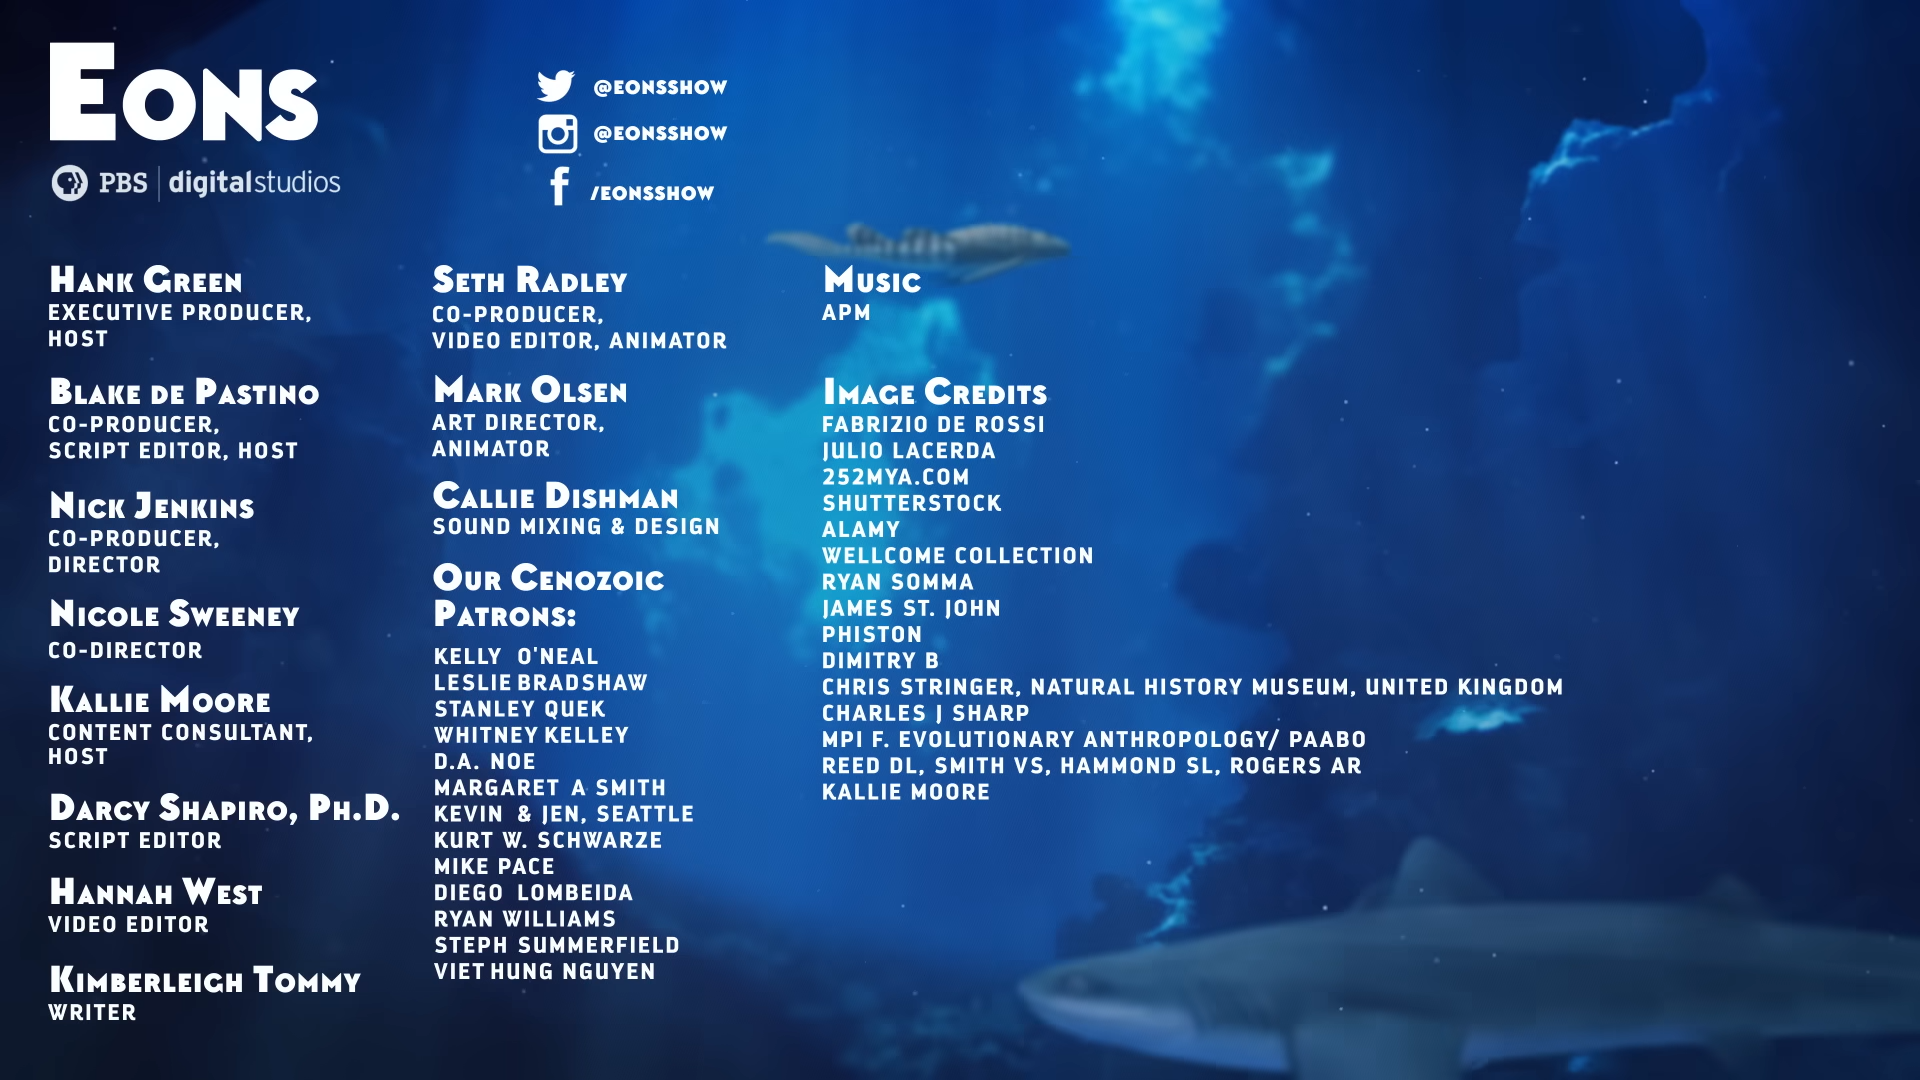 EONS
PBS | digitalstudios
@EONSSHOW
@EONSSHOW
/EONSSHOW
HANK GREEN
EXECUTIVE PRODUCER,
HOST
BLAKE DE PASTINO
CO-PRODUCER,
SCRIPT EDITOR, HOST
NICK JENKINS
CO-PRODUCER,
DIRECTOR
NICOLE SWEENEY
CO-DIRECTOR
KALLIE MOORE
CONTENT CONSULTANT,
HOST
DARCY SHAPIRO, PH.D.
SCRIPT EDITOR
HANNAH WEST
VIDEO EDITOR
KIMBERLEIGH TOMMY
WRITER
SETH RADLEY
CO-PRODUCER,
VIDEO EDITOR, ANIMATOR
MARK OLSEN
ART DIRECTOR,
ANIMATOR
CALLIE DISHMAN
SOUND MIXING & DESIGN
OUR CENOZOIC
PATRONS:
KELLY O'NEAL
LESLIE BRADSHAW
STANLEY QUEK
WHITNEY KELLEY
D.A. NOE
MARGARET A SMITH
KEVIN & JEN, SEATTLE
KURT W. SCHWARZE
MIKE PACE
DIEGO LOMBEIDA
RYAN WILLIAMS
STEPH SUMMERFIELD
VIET HUNG NGUYEN
MUSIC
APM
IMAGE CREDITS
FABRIZIO DE ROSSI
JULIO LACERDA
252MYA.COM
SHUTTERSTOCK
ALAMY
WELLCOME COLLECTION
RYAN SOMMA
JAMES ST. JOHN
PHISTON
DIMITRY B
CHRIS STRINGER, NATURAL HISTORY MUSEUM, UNITED KINGDOM
CHARLES J SHARP
MPI F. EVOLUTIONARY ANTHROPOLOGY/ PAABO
REED DL, SMITH VS, HAMMOND SL, ROGERS AR
KALLIE MOORE